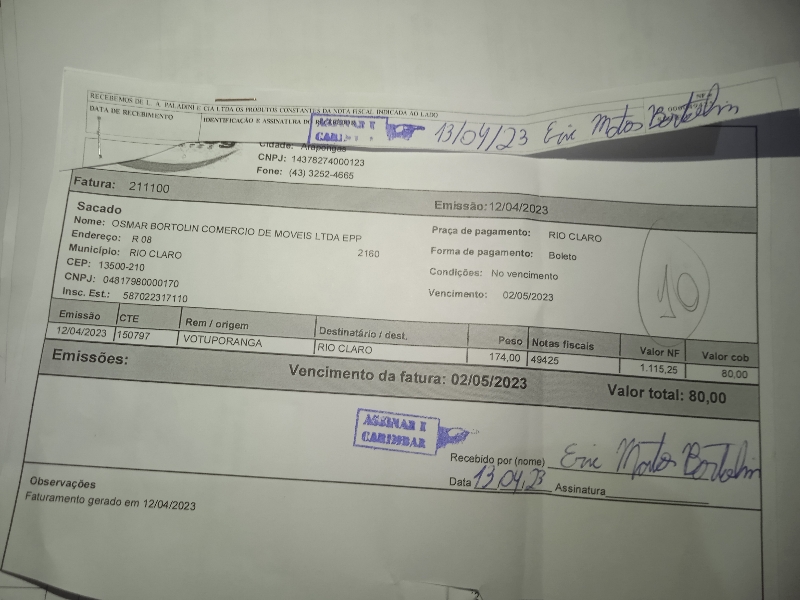 RECEBEMOS DE L. A. PALADINI E CIA LTDA OS PRODUTOS CONSTANTES DA NOTA FISCAL INDICADA AO LADO
DATA DE RECEBIMENTO
IDENTIFICAÇÃO E ASSINATURA DO
ASSINAR E
13/04/23 Eric Matos Bortolin
Cidade: Arapongas
CNPJ: 14378274000123
Fone: (43) 3252-4665
Fatura: 211100
Emissão: 12/04/2023
Sacado
Nome: OSMAR BORTOLIN COMERCIO DE MOVEIS LTDA EPP
Endereço: R 08 2160
Município: RIO CLARO
CEP: 13500-210
CNPJ: 04817980000170
Insc. Est.: 587022317110
Praça de pagamento: RIO CLARO
Forma de pagamento: Boleto
Condições: No vencimento
Vencimento: 02/05/2023
10
Emissão CTE Rem / origem Destinatário / dest. Peso Notas fiscais Valor NF Valor cob
12/04/2023 150797 VOTUPORANGA RIO CLARO 174,00 49425 1.115,25 80,00
Emissões: Vencimento da fatura: 02/05/2023 Valor total: 80,00
ASSINAR E
CARIMBAR
Recebido por (nome) Eric Matos Bortolin
Data 13/04/23 Assinatura
Observações
Faturamento gerado em 12/04/2023